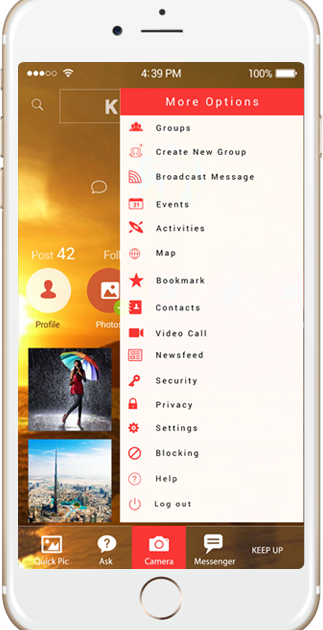 4:39 PM
100%
K
More Options
Groups
Create New Group
Broadcast Message
31
Events
Activities
Map
Post 42
Foll
Bookmark
Profile
Photos
Contacts
Video Call
Newsfeed
Security
Privacy
Settings
Blocking
Help
Log out
Quick Pic
Ask
Camera
Messenger
KEEP UP